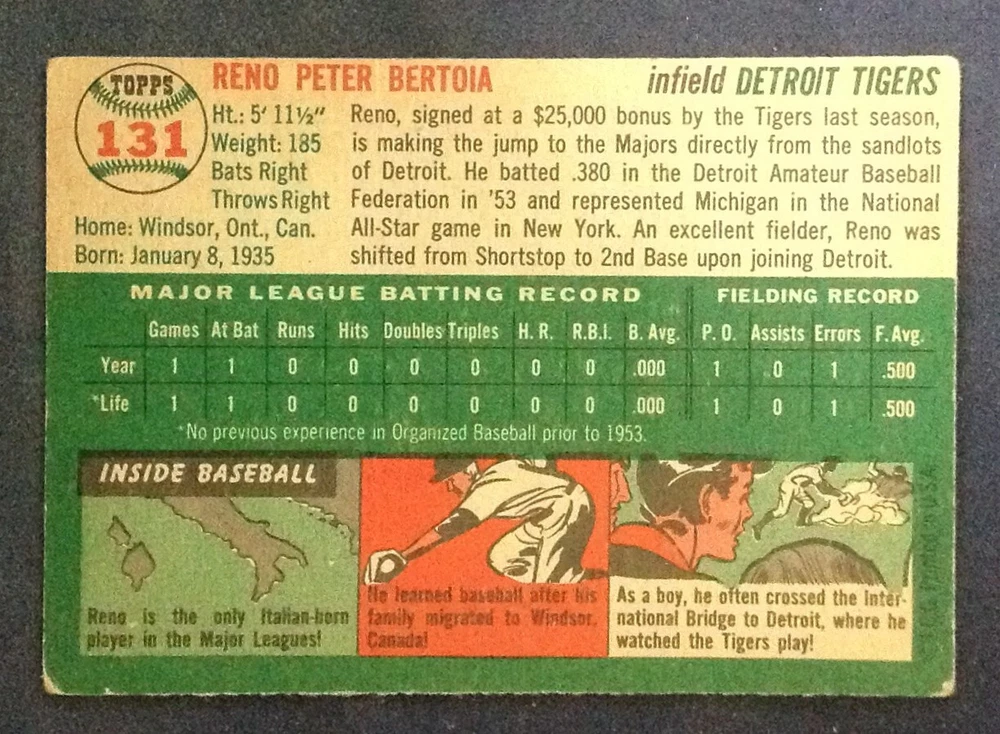 TOPPS
131
RENO PETER BERTOIA
infield DETROIT TIGERS
Ht.: 5' 11½"
Weight: 185
Bats Right
Throws Right
Home: Windsor, Ont., Can.
Born: January 8, 1935
Reno, signed at a $25,000 bonus by the Tigers last season,
is making the jump to the Majors directly from the sandlots
of Detroit. He batted .380 in the Detroit Amateur Baseball
Federation in '53 and represented Michigan in the National
All-Star game in New York. An excellent fielder, Reno was
shifted from Shortstop to 2nd Base upon joining Detroit.
MAJOR LEAGUE BATTING RECORD FIELDING RECORD
Games At Bat Runs Hits Doubles Triples H. R. R.B.I. B. Avg. P. O. Assists Errors F. Avg.
Year 1 1 0 0 0 0 0 0 .000 1 0 1 .500
*Life 1 1 0 0 0 0 0 0 .000 1 0 1 .500
*No previous experience in Organized Baseball prior to 1953.
INSIDE BASEBALL
Reno is the only Italian-born
player in the Major Leagues!
He learned baseball after his
family migrated to Windsor,
Canada!
As a boy, he often crossed the Inter-
national Bridge to Detroit, where he
watched the Tigers play!